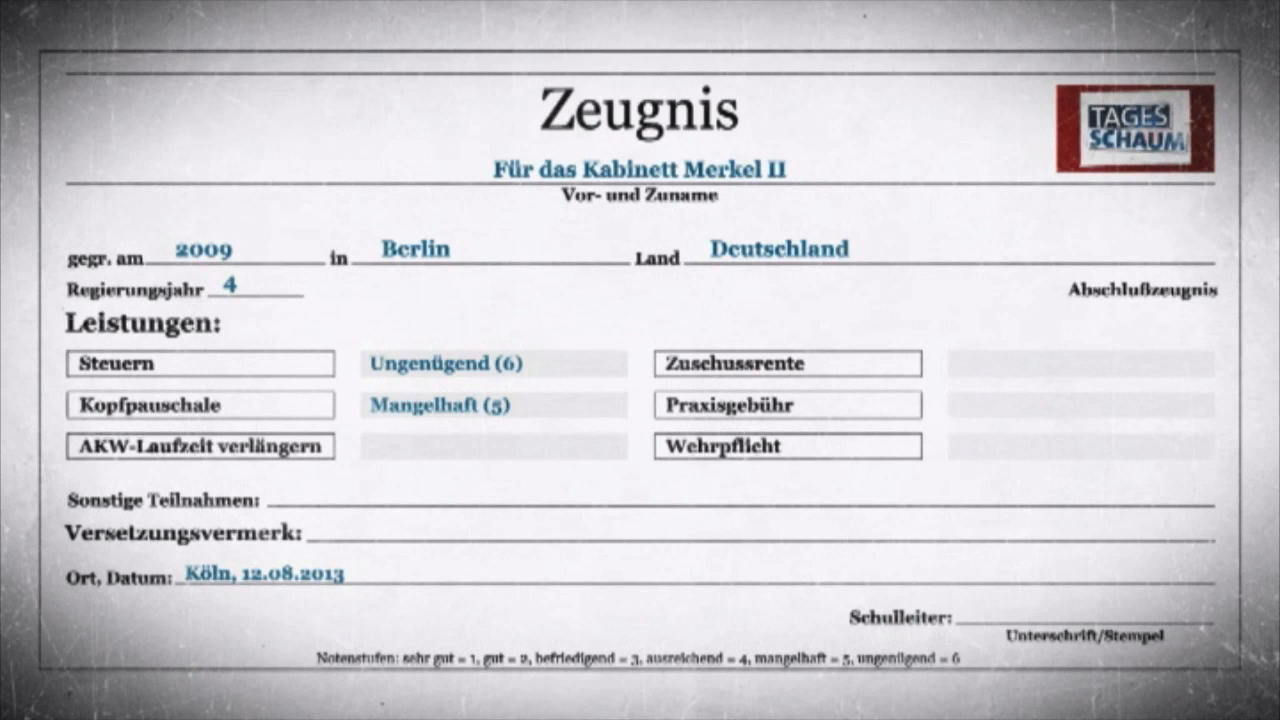 Zeugnis
TAGES
SCHAUM
Für das Kabinett Merkel II
Vor- und Zuname
gegr. am 2009 in Berlin Land Deutschland
Regierungsjahr 4 Abschlußzeugnis
Leistungen:
Steuern Ungenügend (6) Zuschussrente
Kopfpauschale Mangelhaft (5) Praxisgebühr
AKW-Laufzeit verlängern Wehrpflicht
Sonstige Teilnahmen:
Versetzungsvermerk:
Ort, Datum: Köln, 12.08.2013
Schulleiter:
Unterschrift/Stempel
Notenstufen: sehr gut = 1, gut = 2, befriedigend = 3, ausreichend = 4, mangelhaft = 5, ungenügend = 6